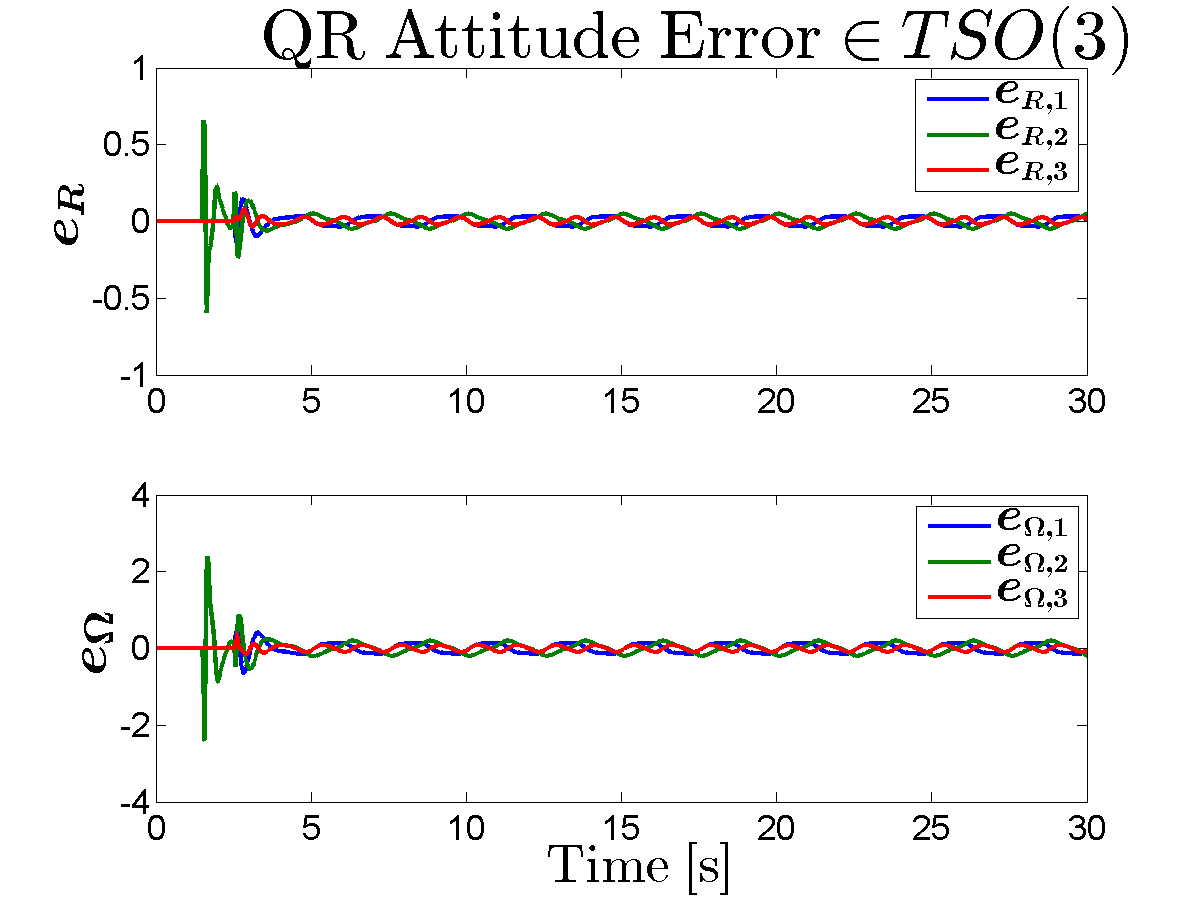 QR Attitude Error ∈ TSO(3)
1
0.5
0
-0.5
-1
e_R
e_{R,1}
e_{R,2}
e_{R,3}
0 5 10 15 20 25 30
4
2
0
-2
-4
e_Ω
e_{Ω,1}
e_{Ω,2}
e_{Ω,3}
0 5 10 15 20 25 30
Time [s]